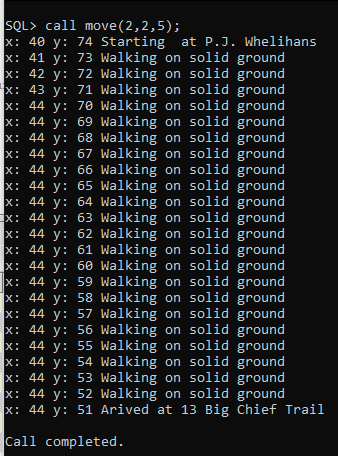 SQL> call move(2,2,5);
x: 40 y: 74 Starting  at P.J. Whelihans
x: 41 y: 73 Walking on solid ground
x: 42 y: 72 Walking on solid ground
x: 43 y: 71 Walking on solid ground
x: 44 y: 70 Walking on solid ground
x: 44 y: 69 Walking on solid ground
x: 44 y: 68 Walking on solid ground
x: 44 y: 67 Walking on solid ground
x: 44 y: 66 Walking on solid ground
x: 44 y: 65 Walking on solid ground
x: 44 y: 64 Walking on solid ground
x: 44 y: 63 Walking on solid ground
x: 44 y: 62 Walking on solid ground
x: 44 y: 61 Walking on solid ground
x: 44 y: 60 Walking on solid ground
x: 44 y: 59 Walking on solid ground
x: 44 y: 58 Walking on solid ground
x: 44 y: 57 Walking on solid ground
x: 44 y: 56 Walking on solid ground
x: 44 y: 55 Walking on solid ground
x: 44 y: 54 Walking on solid ground
x: 44 y: 53 Walking on solid ground
x: 44 y: 52 Walking on solid ground
x: 44 y: 51 Arived at 13 Big Chief Trail
Call completed.